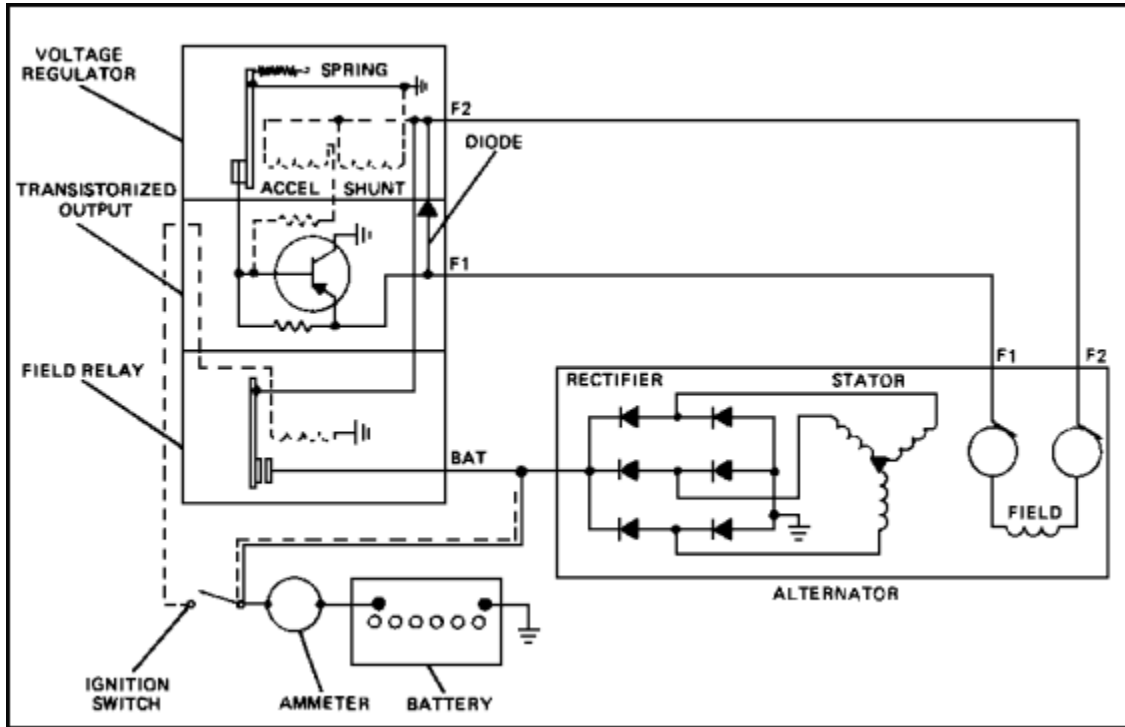 VOLTAGE
REGULATOR
SPRING
F2
DIODE
TRANSISTORIZED
OUTPUT
ACCEL SHUNT
F1
FIELD RELAY
F1 F2
RECTIFIER STATOR
BAT
FIELD
ALTERNATOR
IGNITION
SWITCH
AMMETER
BATTERY